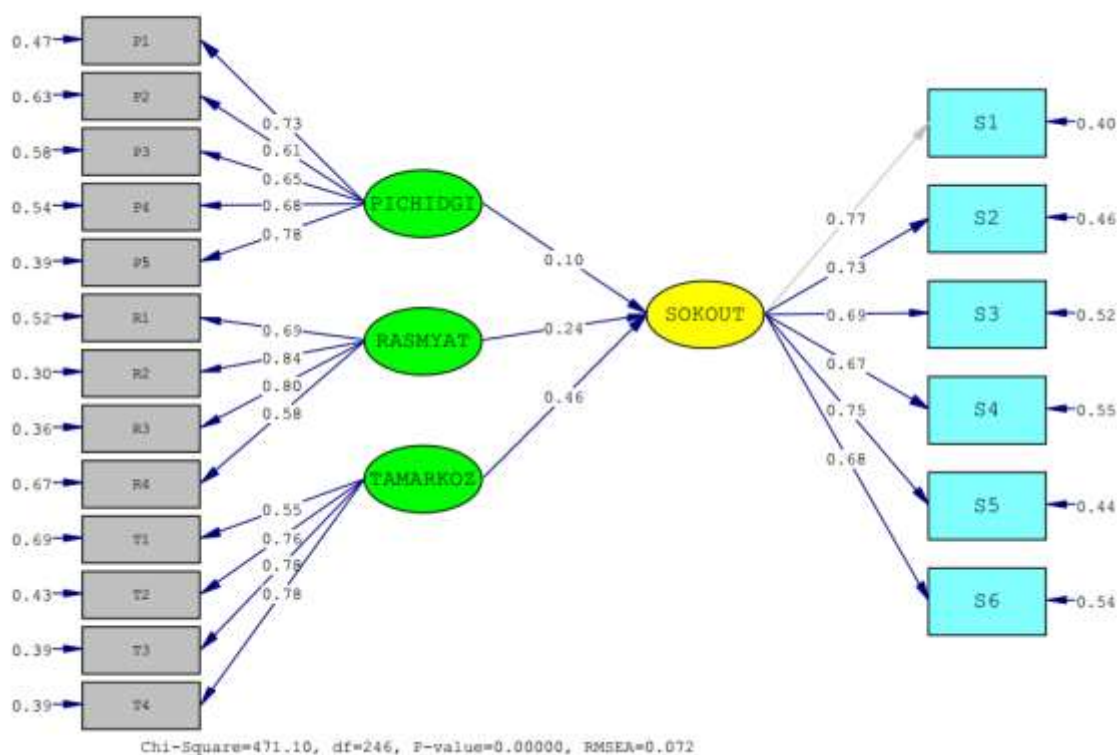 0.47 P1
0.63 P2
0.58 P3
0.54 P4
0.39 P5
0.52 R1
0.30 R2
0.36 R3
0.67 R4
0.69 T1
0.43 T2
0.39 T3
0.39 T4
0.73
0.61
0.65
0.68
0.78
0.69
0.84
0.80
0.58
0.55
0.76
0.78
0.78
PICHIDGI
RASMYAT
TAMARKOZ
0.10
0.24
0.46
SOKOUT
0.77
0.73
0.69
0.67
0.75
0.68
S1 0.40
S2 0.46
S3 0.52
S4 0.55
S5 0.44
S6 0.54
Chi-Square=471.10, df=246, P-value=0.00000, RMSEA=0.072